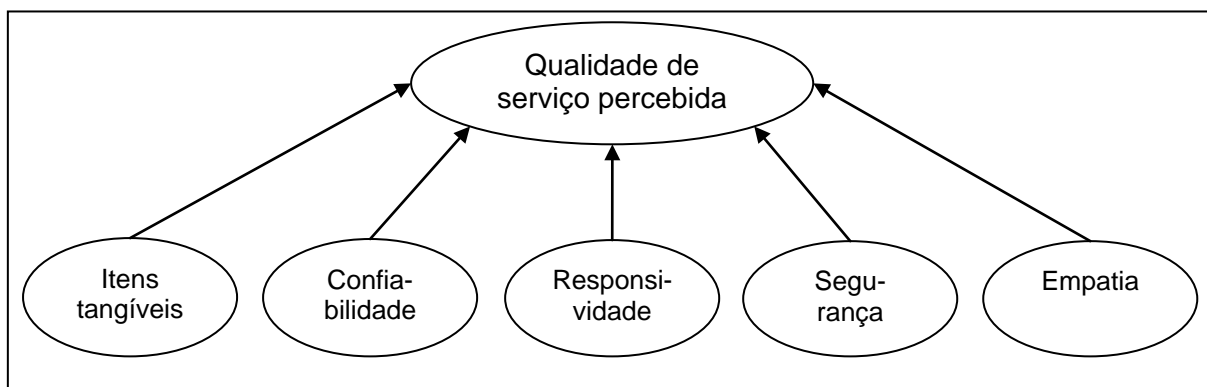 Qualidade de
serviço percebida
Itens
tangíveis
Confia-
bilidade
Responsi-
vidade
Segu-
rança
Empatia